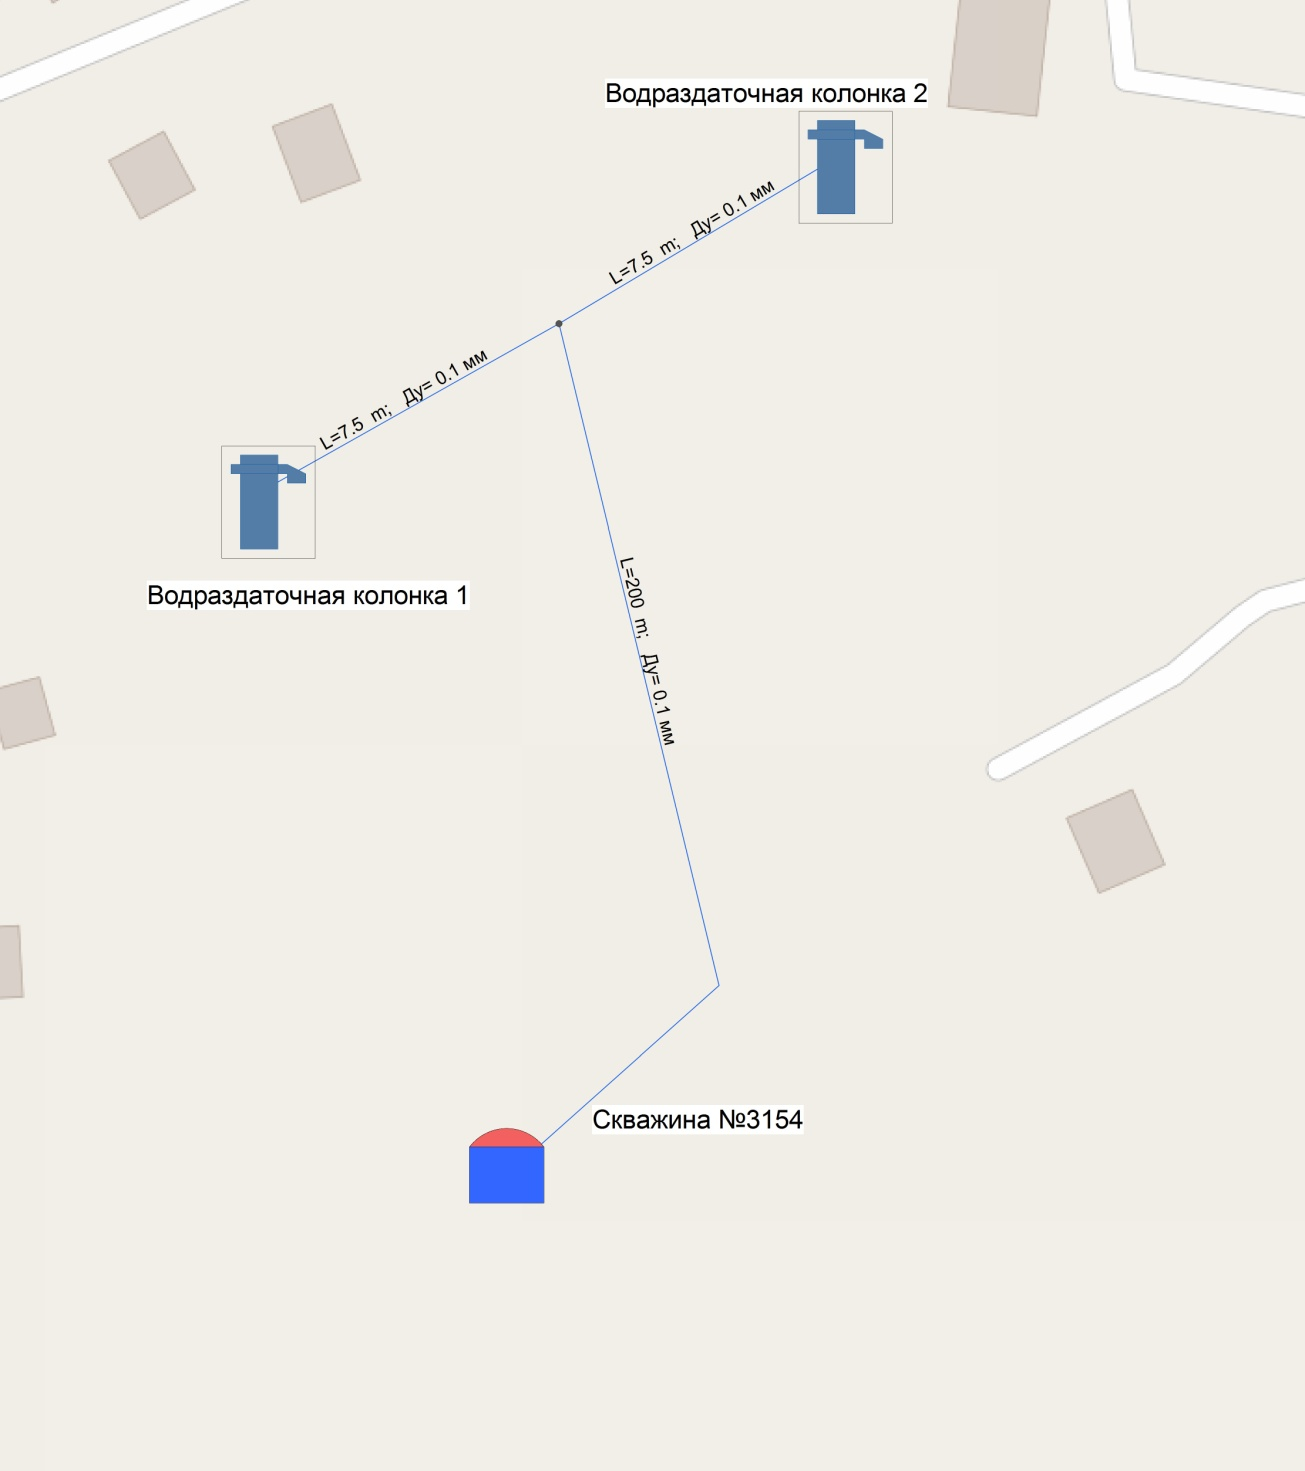 Водраздаточная колонка 2
L=7.5 m; Ду= 0.1 мм
L=7.5 m; Ду= 0.1 мм
Водраздаточная колонка 1
L=200 m; Ду= 0.1 мм
Скважина №3154